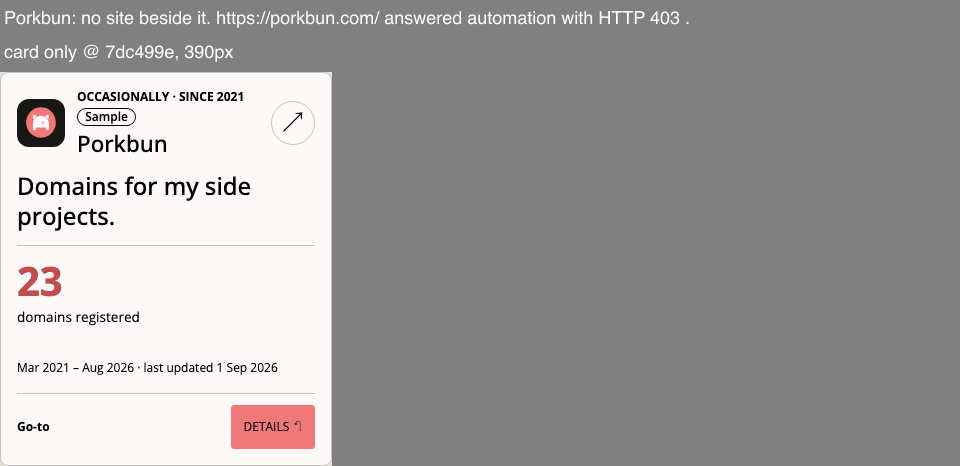 Porkbun: no site beside it. https://porkbun.com/ answered automation with HTTP 403 .
card only @ 7dc499e, 390px
OCCASIONALLY · SINCE 2021
Sample
Porkbun
Domains for my side
projects.
23
domains registered
Mar 2021 – Aug 2026 · last updated 1 Sep 2026
Go-to
DETAILS